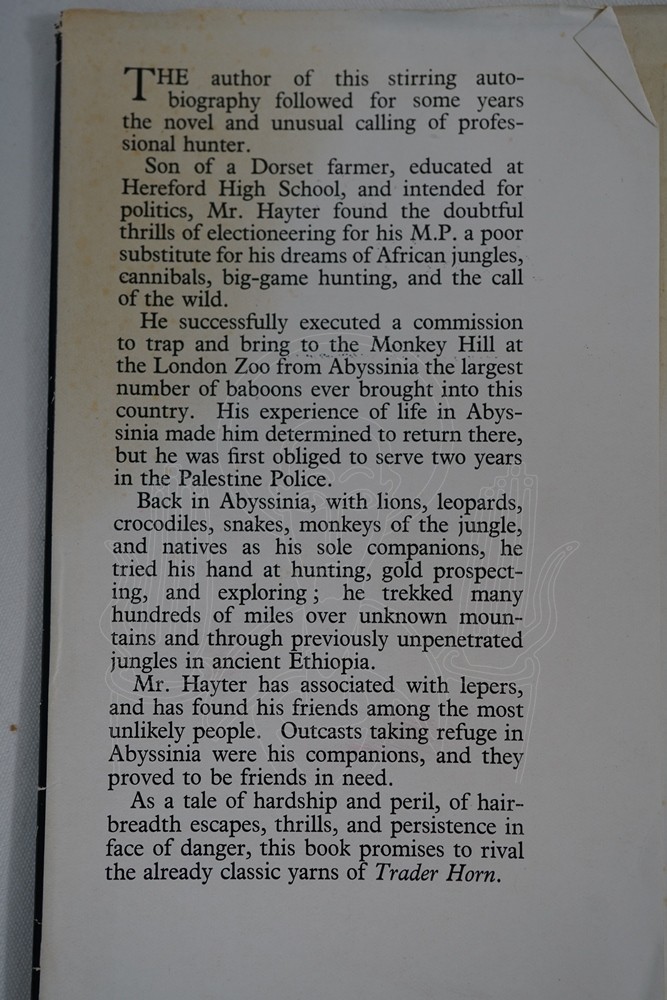 THE author of this stirring auto-
biography followed for some years
the novel and unusual calling of profes-
sional hunter.
Son of a Dorset farmer, educated at
Hereford High School, and intended for
politics, Mr. Hayter found the doubtful
thrills of electioneering for his M.P. a poor
substitute for his dreams of African jungles,
cannibals, big-game hunting, and the call
of the wild.
He successfully executed a commission
to trap and bring to the Monkey Hill at
the London Zoo from Abyssinia the largest
number of baboons ever brought into this
country. His experience of life in Abys-
sinia made him determined to return there,
but he was first obliged to serve two years
in the Palestine Police.
Back in Abyssinia, with lions, leopards,
crocodiles, snakes, monkeys of the jungle,
and natives as his sole companions, he
tried his hand at hunting, gold prospect-
ing, and exploring ; he trekked many
hundreds of miles over unknown moun-
tains and through previously unpenetrated
jungles in ancient Ethiopia.
Mr. Hayter has associated with lepers,
and has found his friends among the most
unlikely people. Outcasts taking refuge in
Abyssinia were his companions, and they
proved to be friends in need.
As a tale of hardship and peril, of hair-
breadth escapes, thrills, and persistence in
face of danger, this book promises to rival
the already classic yarns of Trader Horn.